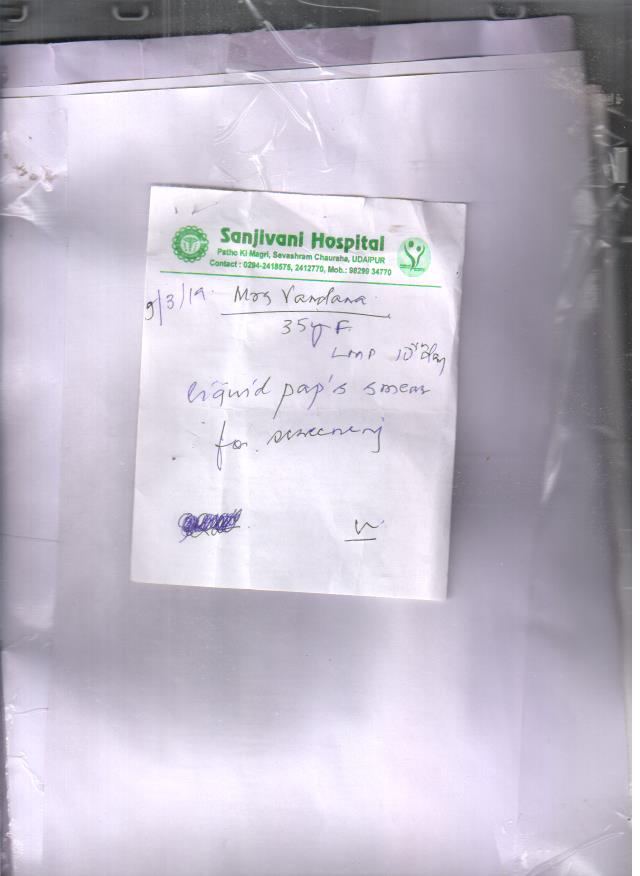 Sanjivani Hospital
Patho Ki Magri, Sevashram Chauraha, UDAIPUR
Contact : 0294-2418575, 2412770, Mob.: 98299 34770
9/3/19. Mrs Vandana
35y F
LMP 10th day
liquid pap's smear
for screening